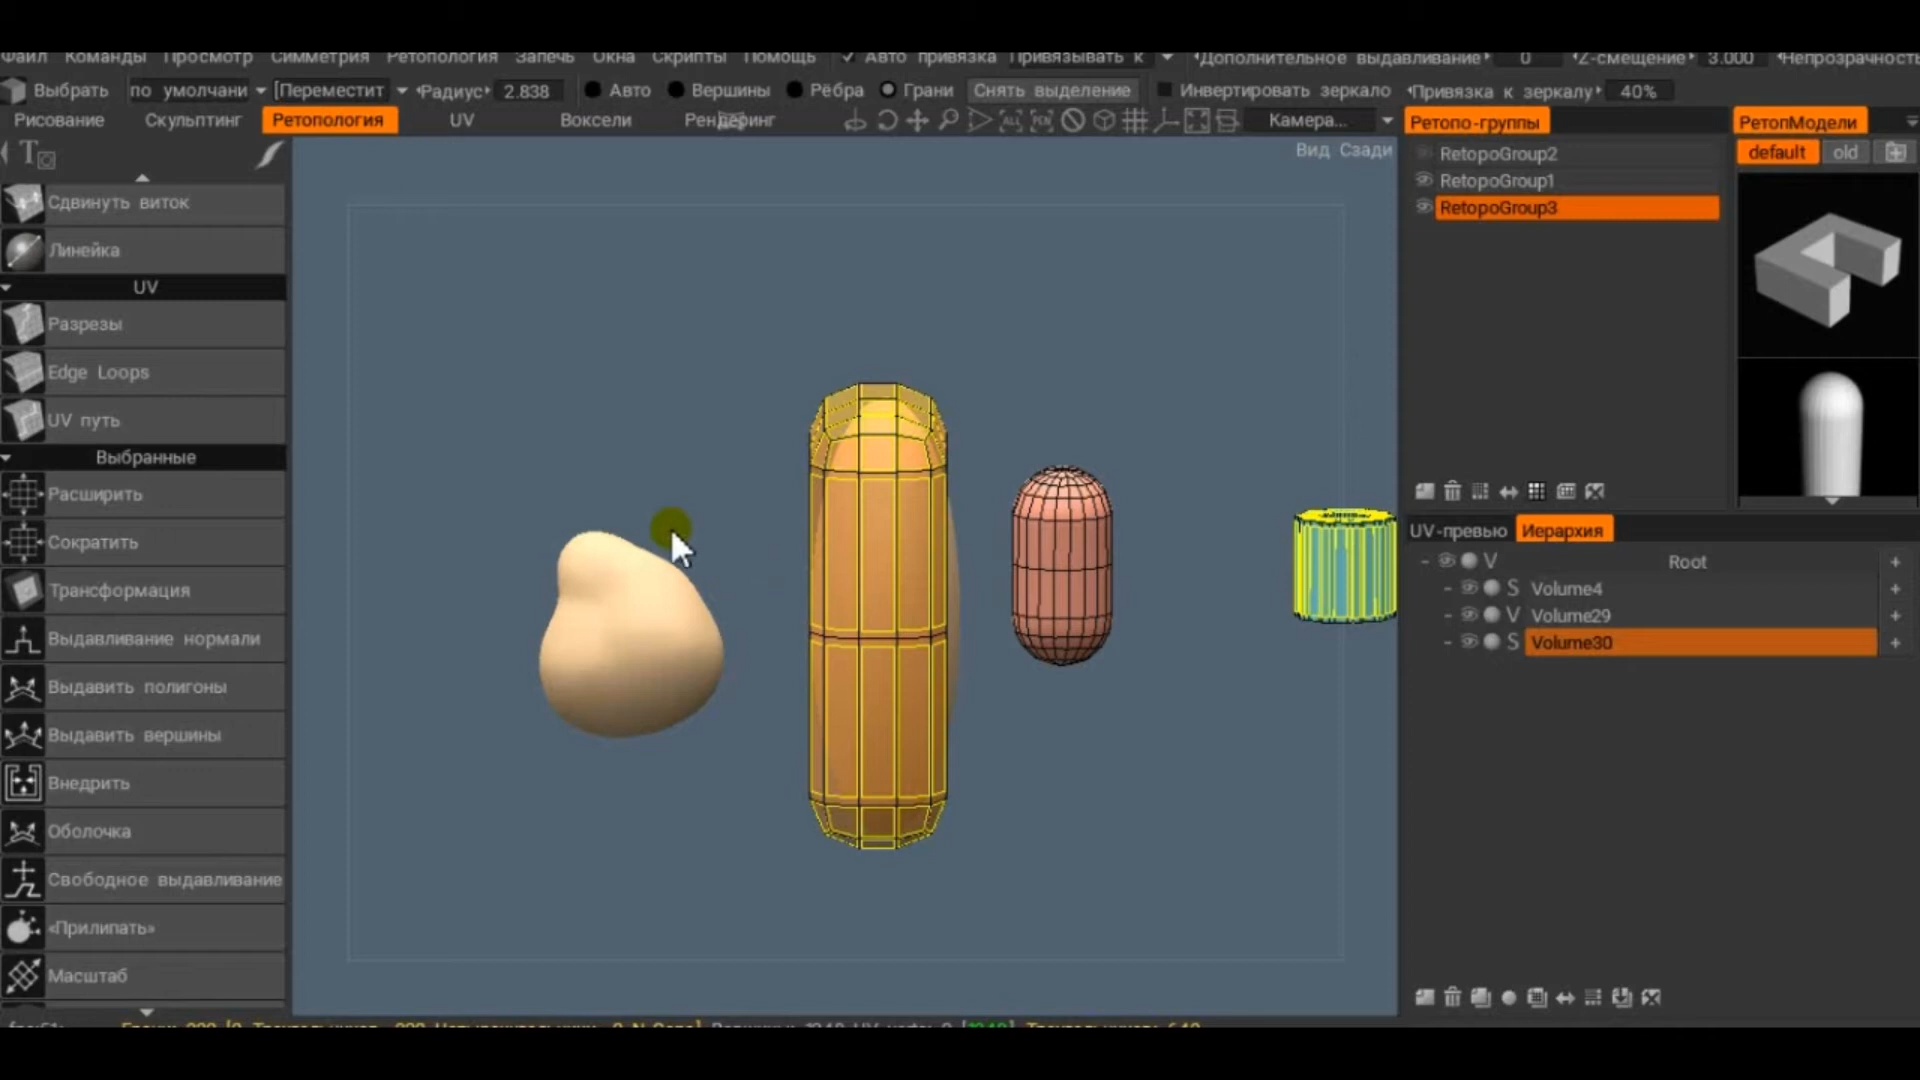 Файл Команды Просмотр Симметрия Ретопология Запечь Окна Скрипты Помощь Авто привязка Привязывать к Дополнительное выдавливание 0 Z-смещение 3.000 Непрозрачность
Выбрать по умолчани [Переместит Радиус 2.838 Авто Вершины Рёбра Грани Снять выделение Инвертировать зеркало Привязка к зеркалу 40%
Рисование Скульптинг Ретопология UV Воксели Рендеринг Камера...
Ретопо-группы РетопМодели
Вид Сзади
default old
RetopoGroup2
RetopoGroup1
RetopoGroup3
Сдвинуть виток
Линейка
UV
Разрезы
Edge Loops
UV путь
Выбранные
Расширить
Сократить
Трансформация
Выдавливание нормали
Выдавить полигоны
Выдавить вершины
Внедрить
Оболочка
Свободное выдавливание
«Прилипать»
Масштаб
UV-превью Иерархия
V Root
S Volume4
V Volume29
S Volume30